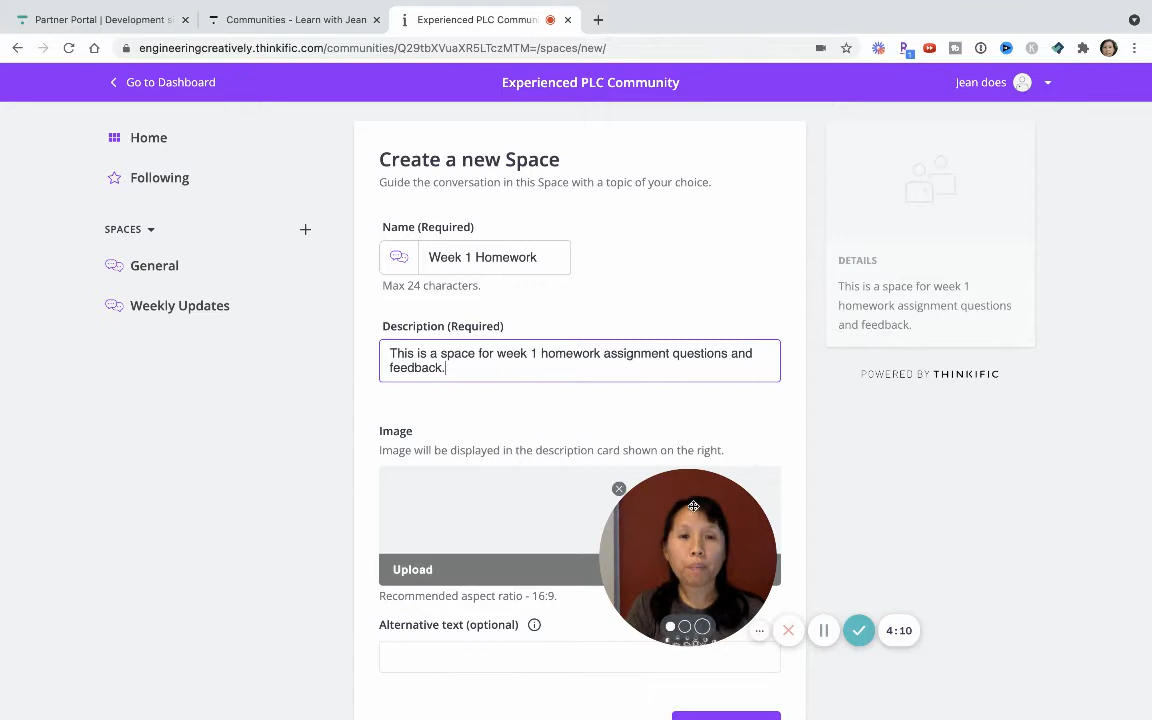 Partner Portal | Development si
Communities - Learn with Jean
Experienced PLC Commun
engineeringcreatively.thinkific.com/communities/Q29tbXVuaXR5LTczMTM=/spaces/new/
Go to Dashboard
Experienced PLC Community
Jean does
Home
Following
SPACES
General
Weekly Updates
Create a new Space
Guide the conversation in this Space with a topic of your choice.
Name (Required)
Week 1 Homework
Max 24 characters.
Description (Required)
This is a space for week 1 homework assignment questions and
feedback.
Image
Image will be displayed in the description card shown on the right.
Upload
Recommended aspect ratio - 16:9.
Alternative text (optional)
DETAILS
This is a space for week 1
homework assignment questions
and feedback.
POWERED BY THINKIFIC
4:10